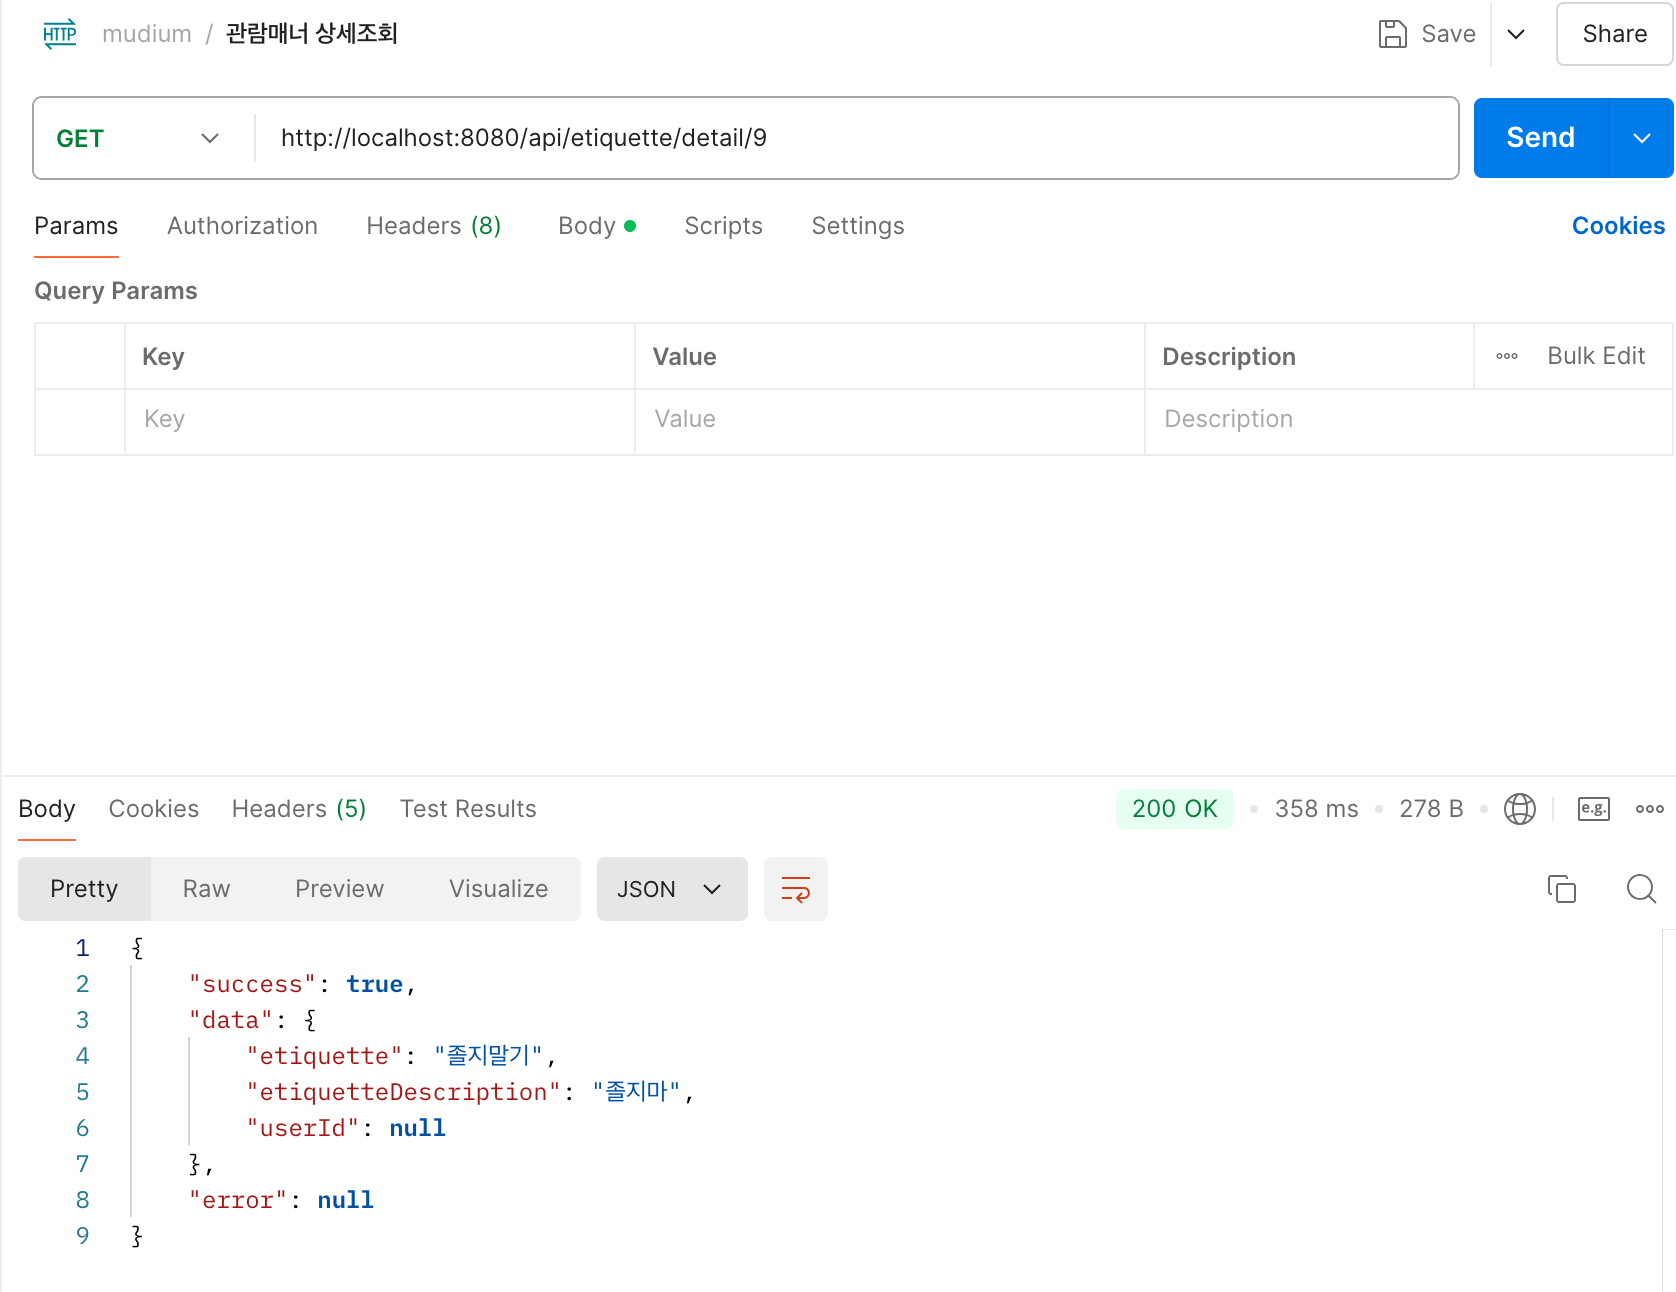 HTTP mudium / 관람매너 상세조회 Save Share
GET http://localhost:8080/api/etiquette/detail/9 Send
Params Authorization Headers (8) Body Scripts Settings Cookies
Query Params
Key Value Description Bulk Edit
Key Value Description
Body Cookies Headers (5) Test Results 200 OK 358 ms 278 B e.g.
Pretty Raw Preview Visualize JSON
1 {
2 "success": true,
3 "data": {
4 "etiquette": "졸지말기",
5 "etiquetteDescription": "졸지마",
6 "userId": null
7 },
8 "error": null
9 }